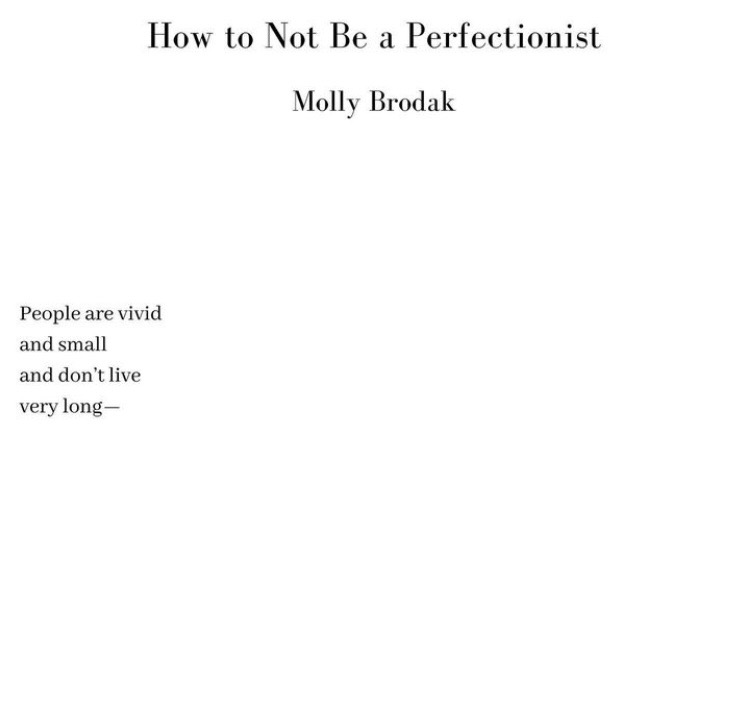 How to Not Be a Perfectionist
Molly Brodak
People are vivid
and small
and don’t live
very long—